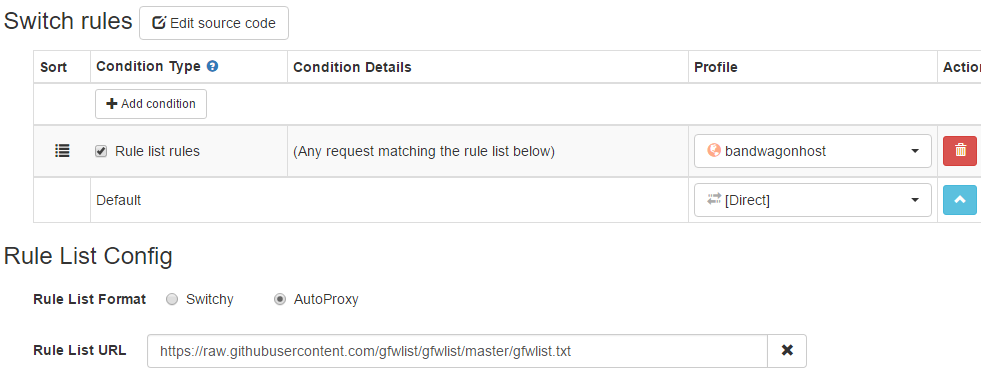 Switch rules Edit source code
Sort Condition Type Condition Details Profile Action
Add condition
Rule list rules (Any request matching the rule list below) bandwagonhost
Default [Direct]
Rule List Config
Rule List Format Switchy AutoProxy
Rule List URL https://raw.githubusercontent.com/gfwlist/gfwlist/master/gfwlist.txt